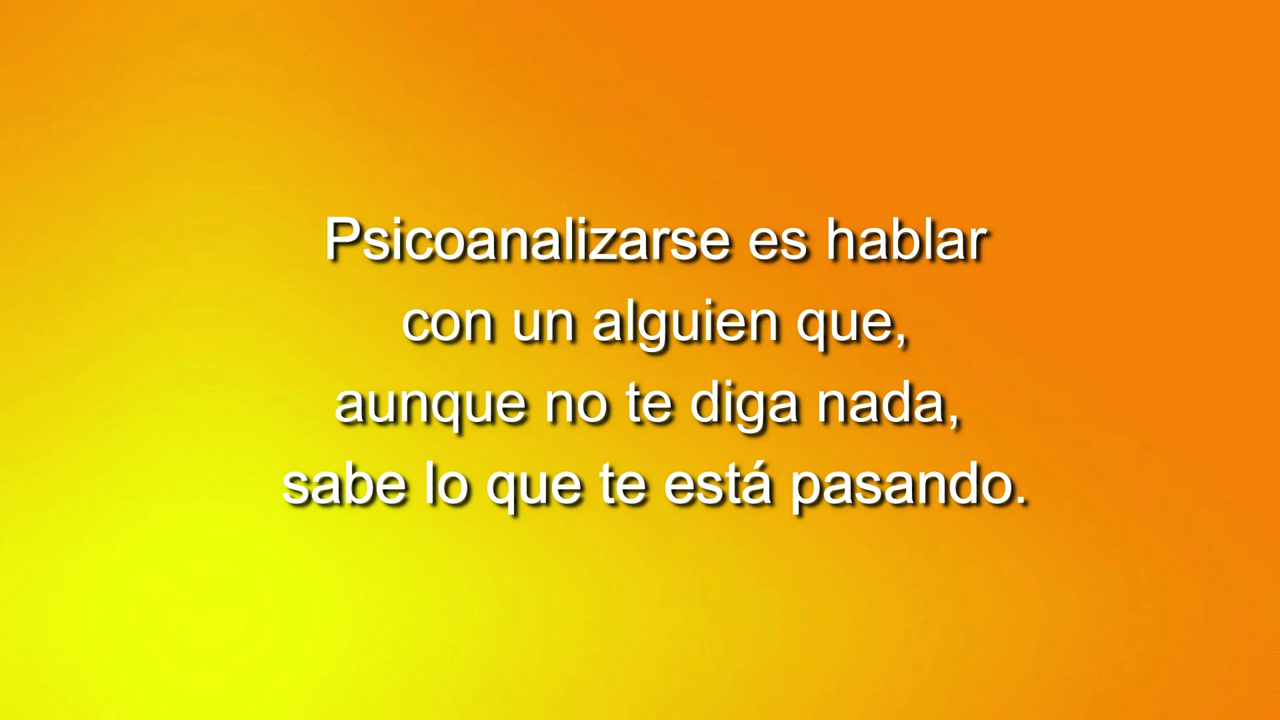 Psicoanalizarse es hablar
con un alguien que,
aunque no te diga nada,
sabe lo que te está pasando.